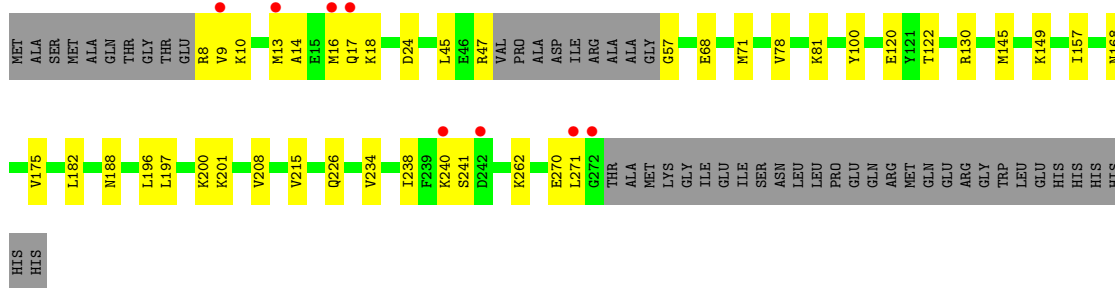 MET ALA SER MET ALA GLN THR GLY THR GLU R8 V9 K10 M13 A14 E15 M16 Q17 K18 D24 L45 E46 R47 VAL PRO ALA ASP ILE ARG ALA ALA GLY G57 E68 M71 V78 K81 Y100 E120 Y121 T122 R130 M145 K149 I157 N168
V175 L182 N188 L196 L197 K200 K201 V208 V215 Q226 V234 I238 F239 K240 S241 D242 K262 E270 L271 G272 THR ALA MET LYS GLY ILE GLU ILE SER ASN LEU LEU PRO GLU GLN ARG MET GLN GLU ARG GLY TRP LEU GLU HIS HIS HIS HIS
HIS HIS